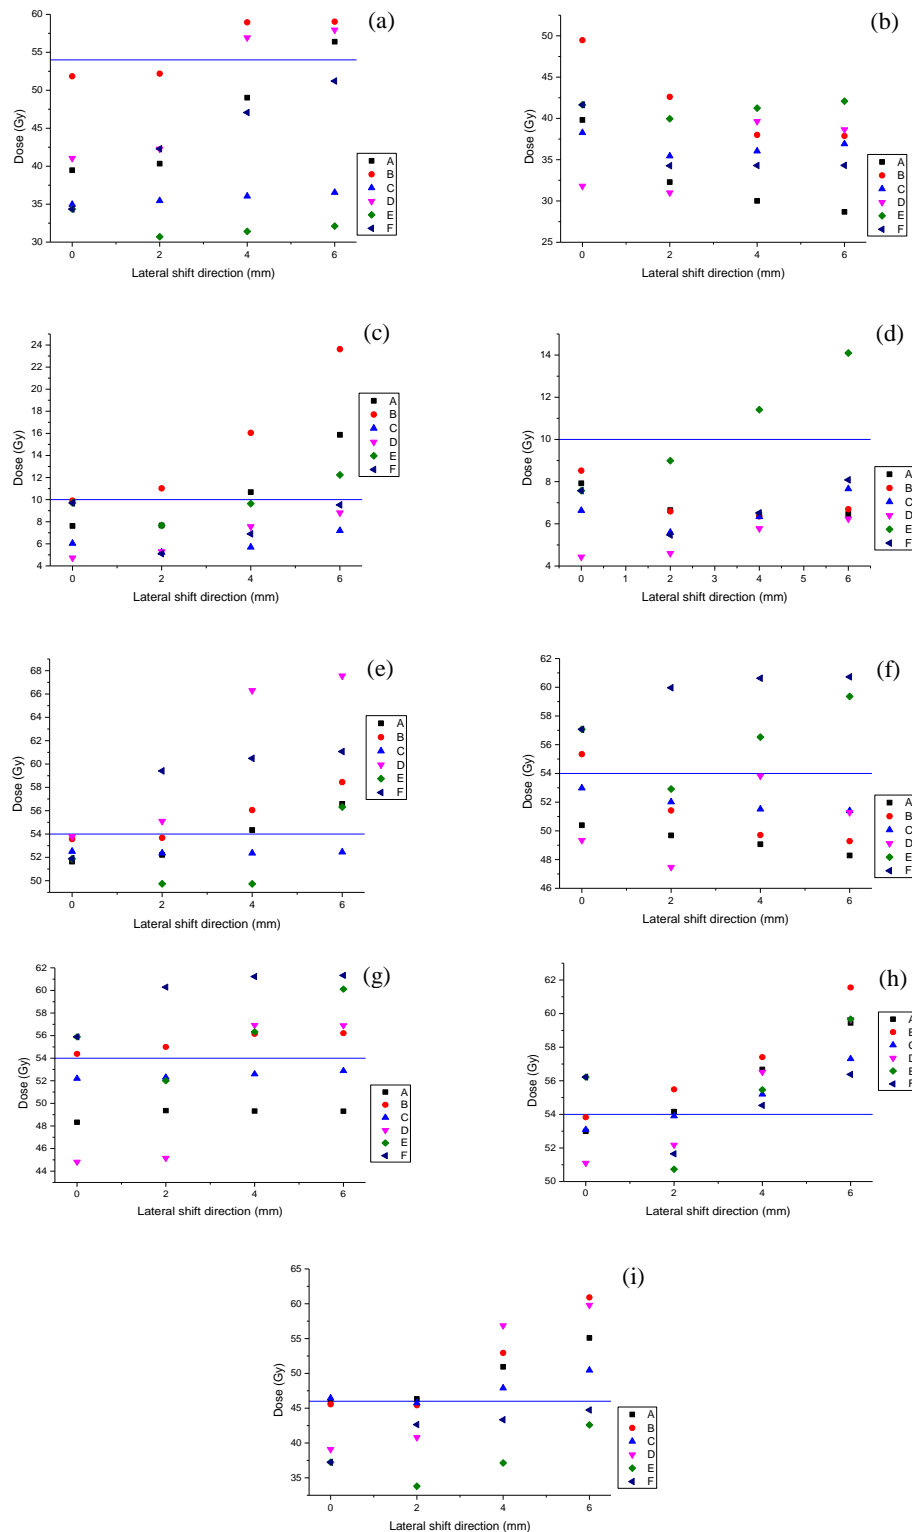 (a)
60
55
50
45
40
35
30
Dose (Gy)
0 2 4 6
Lateral shift direction (mm)
A
B
C
D
E
F
(b)
50
45
40
35
30
25
Dose (Gy)
0 2 4 6
Lateral shift direction (mm)
A
B
C
D
E
F
(c)
24
22
20
18
16
14
12
10
8
6
4
Dose (Gy)
0 2 4 6
Lateral shift direction (mm)
A
B
C
D
E
F
(d)
14
12
10
8
6
4
Dose (Gy)
0 1 2 3 4 5 6
Lateral shift direction (mm)
A
B
C
D
E
F
(e)
68
66
64
62
60
58
56
54
52
50
Dose (Gy)
0 2 4 6
Lateral shift direction (mm)
A
B
C
D
E
F
(f)
62
60
58
56
54
52
50
48
46
Dose (Gy)
0 2 4 6
Lateral shift direction (mm)
A
B
C
D
E
F
(g)
62
60
58
56
54
52
50
48
46
44
Dose (Gy)
0 2 4 6
Lateral shift direction (mm)
A
B
C
D
E
F
(h)
62
60
58
56
54
52
50
Dose (Gy)
0 2 4 6
Lateral shift direction (mm)
A
B
C
D
E
F
(i)
65
60
55
50
45
40
35
Dose (Gy)
0 2 4 6
Lateral shift direction (mm)
A
B
C
D
E
F